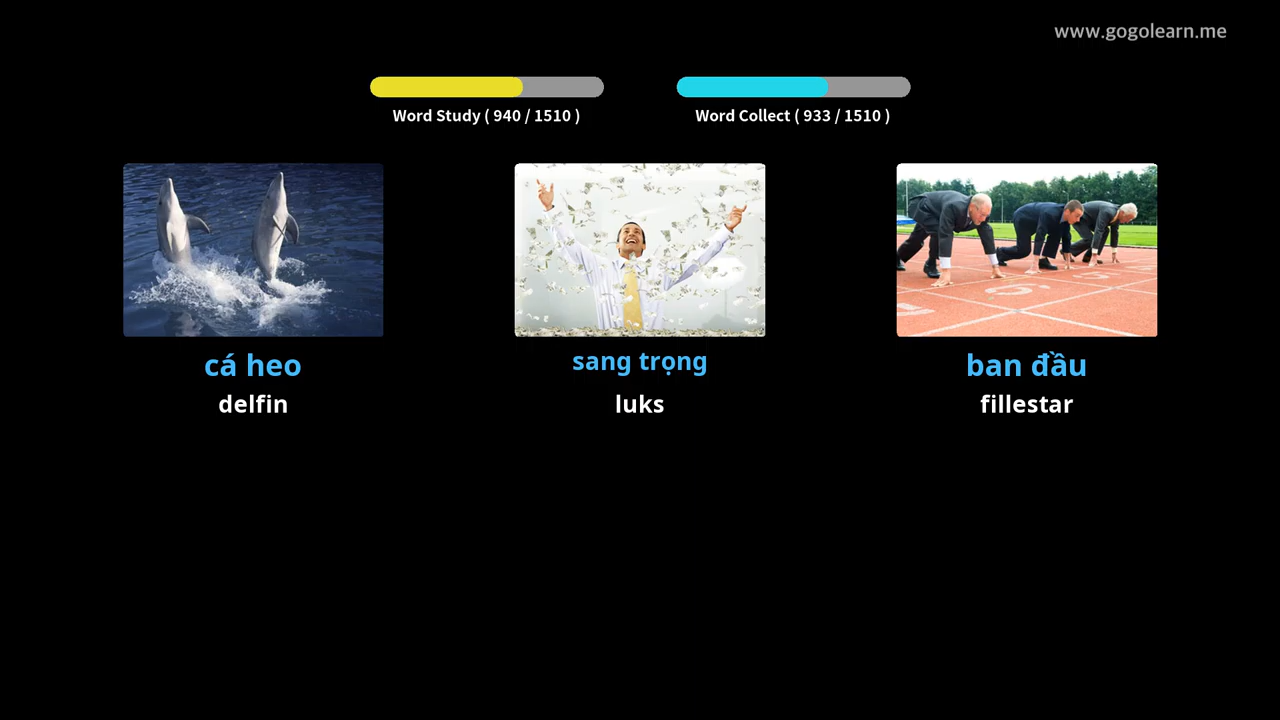 www.gogolearn.me
Word Study ( 940 / 1510 )
Word Collect ( 933 / 1510 )
cá heo
sang trọng
ban đầu
delfin
luks
fillestar